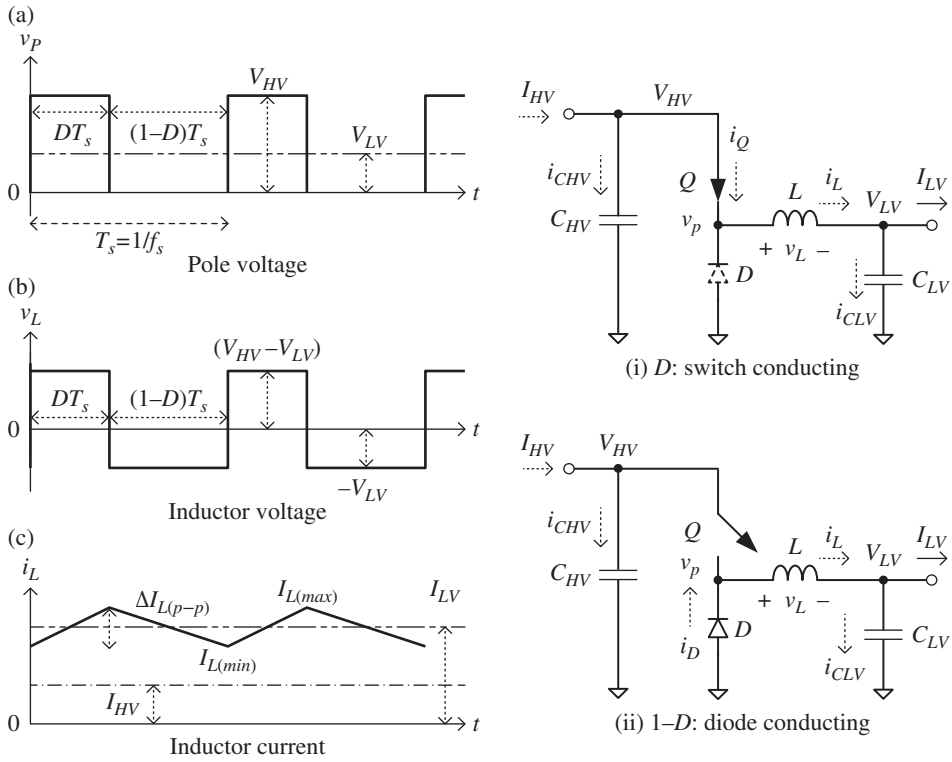 (a)
v_P
V_HV
DT_s
(1–D)T_s
V_LV
0
t
T_s=1/f_s
Pole voltage
(b)
v_L
(V_HV –V_LV)
DT_s
(1–D)T_s
0
t
–V_LV
Inductor voltage
(c)
i_L
ΔI_L(p–p)
I_L(max)
I_LV
I_L(min)
I_HV
0
t
Inductor current
I_HV
V_HV
i_Q
i_CHV
Q
L
i_L
V_LV
I_LV
C_HV
v_p
+ v_L –
D
C_LV
i_CLV
(i) D: switch conducting
I_HV
V_HV
i_CHV
Q
L
i_L
V_LV
I_LV
C_HV
v_p
+ v_L –
D
C_LV
i_D
i_CLV
(ii) 1–D: diode conducting